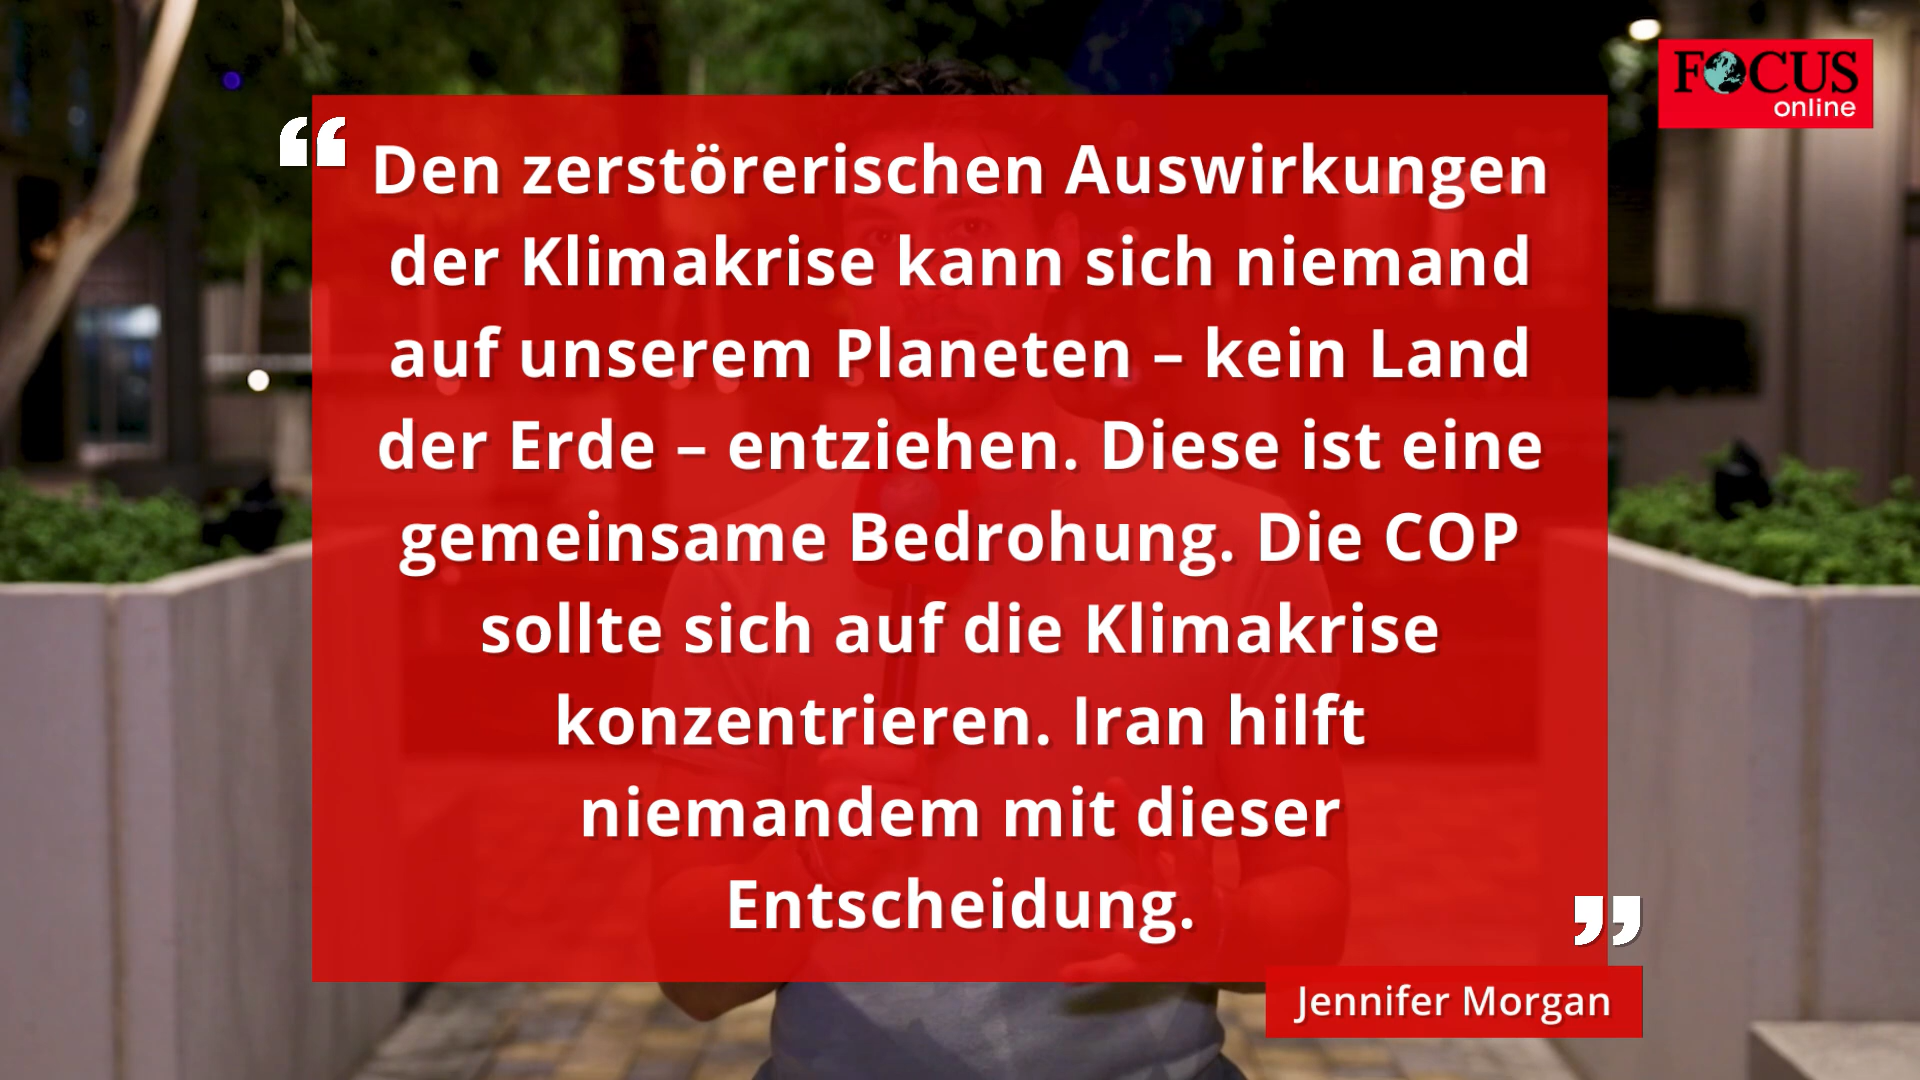 FOCUS
online
“
Den zerstörerischen Auswirkungen
der Klimakrise kann sich niemand
auf unserem Planeten – kein Land
der Erde – entziehen. Diese ist eine
gemeinsame Bedrohung. Die COP
sollte sich auf die Klimakrise
konzentrieren. Iran hilft
niemandem mit dieser
Entscheidung.
”
Jennifer Morgan